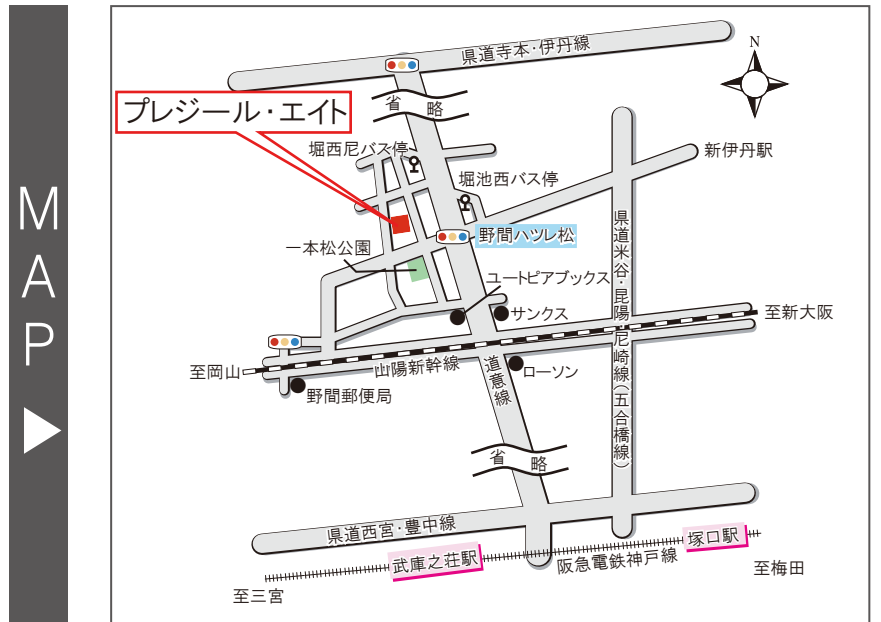 MAP
N
県道寺本・伊丹線
省 略
プレジール・エイト
堀西尼バス停
新伊丹駅
堀池西バス停
野間ハツレ松
一本松公園
県道米谷・昆陽尼崎線(五合橋線)
ユートピアブックス
サンクス
至新大阪
山陽新幹線
至岡山
道意線
ローソン
野間郵便局
省 略
県道西宮・豊中線
武庫之荘駅
阪急電鉄神戸線
塚口駅
至梅田
至三宮